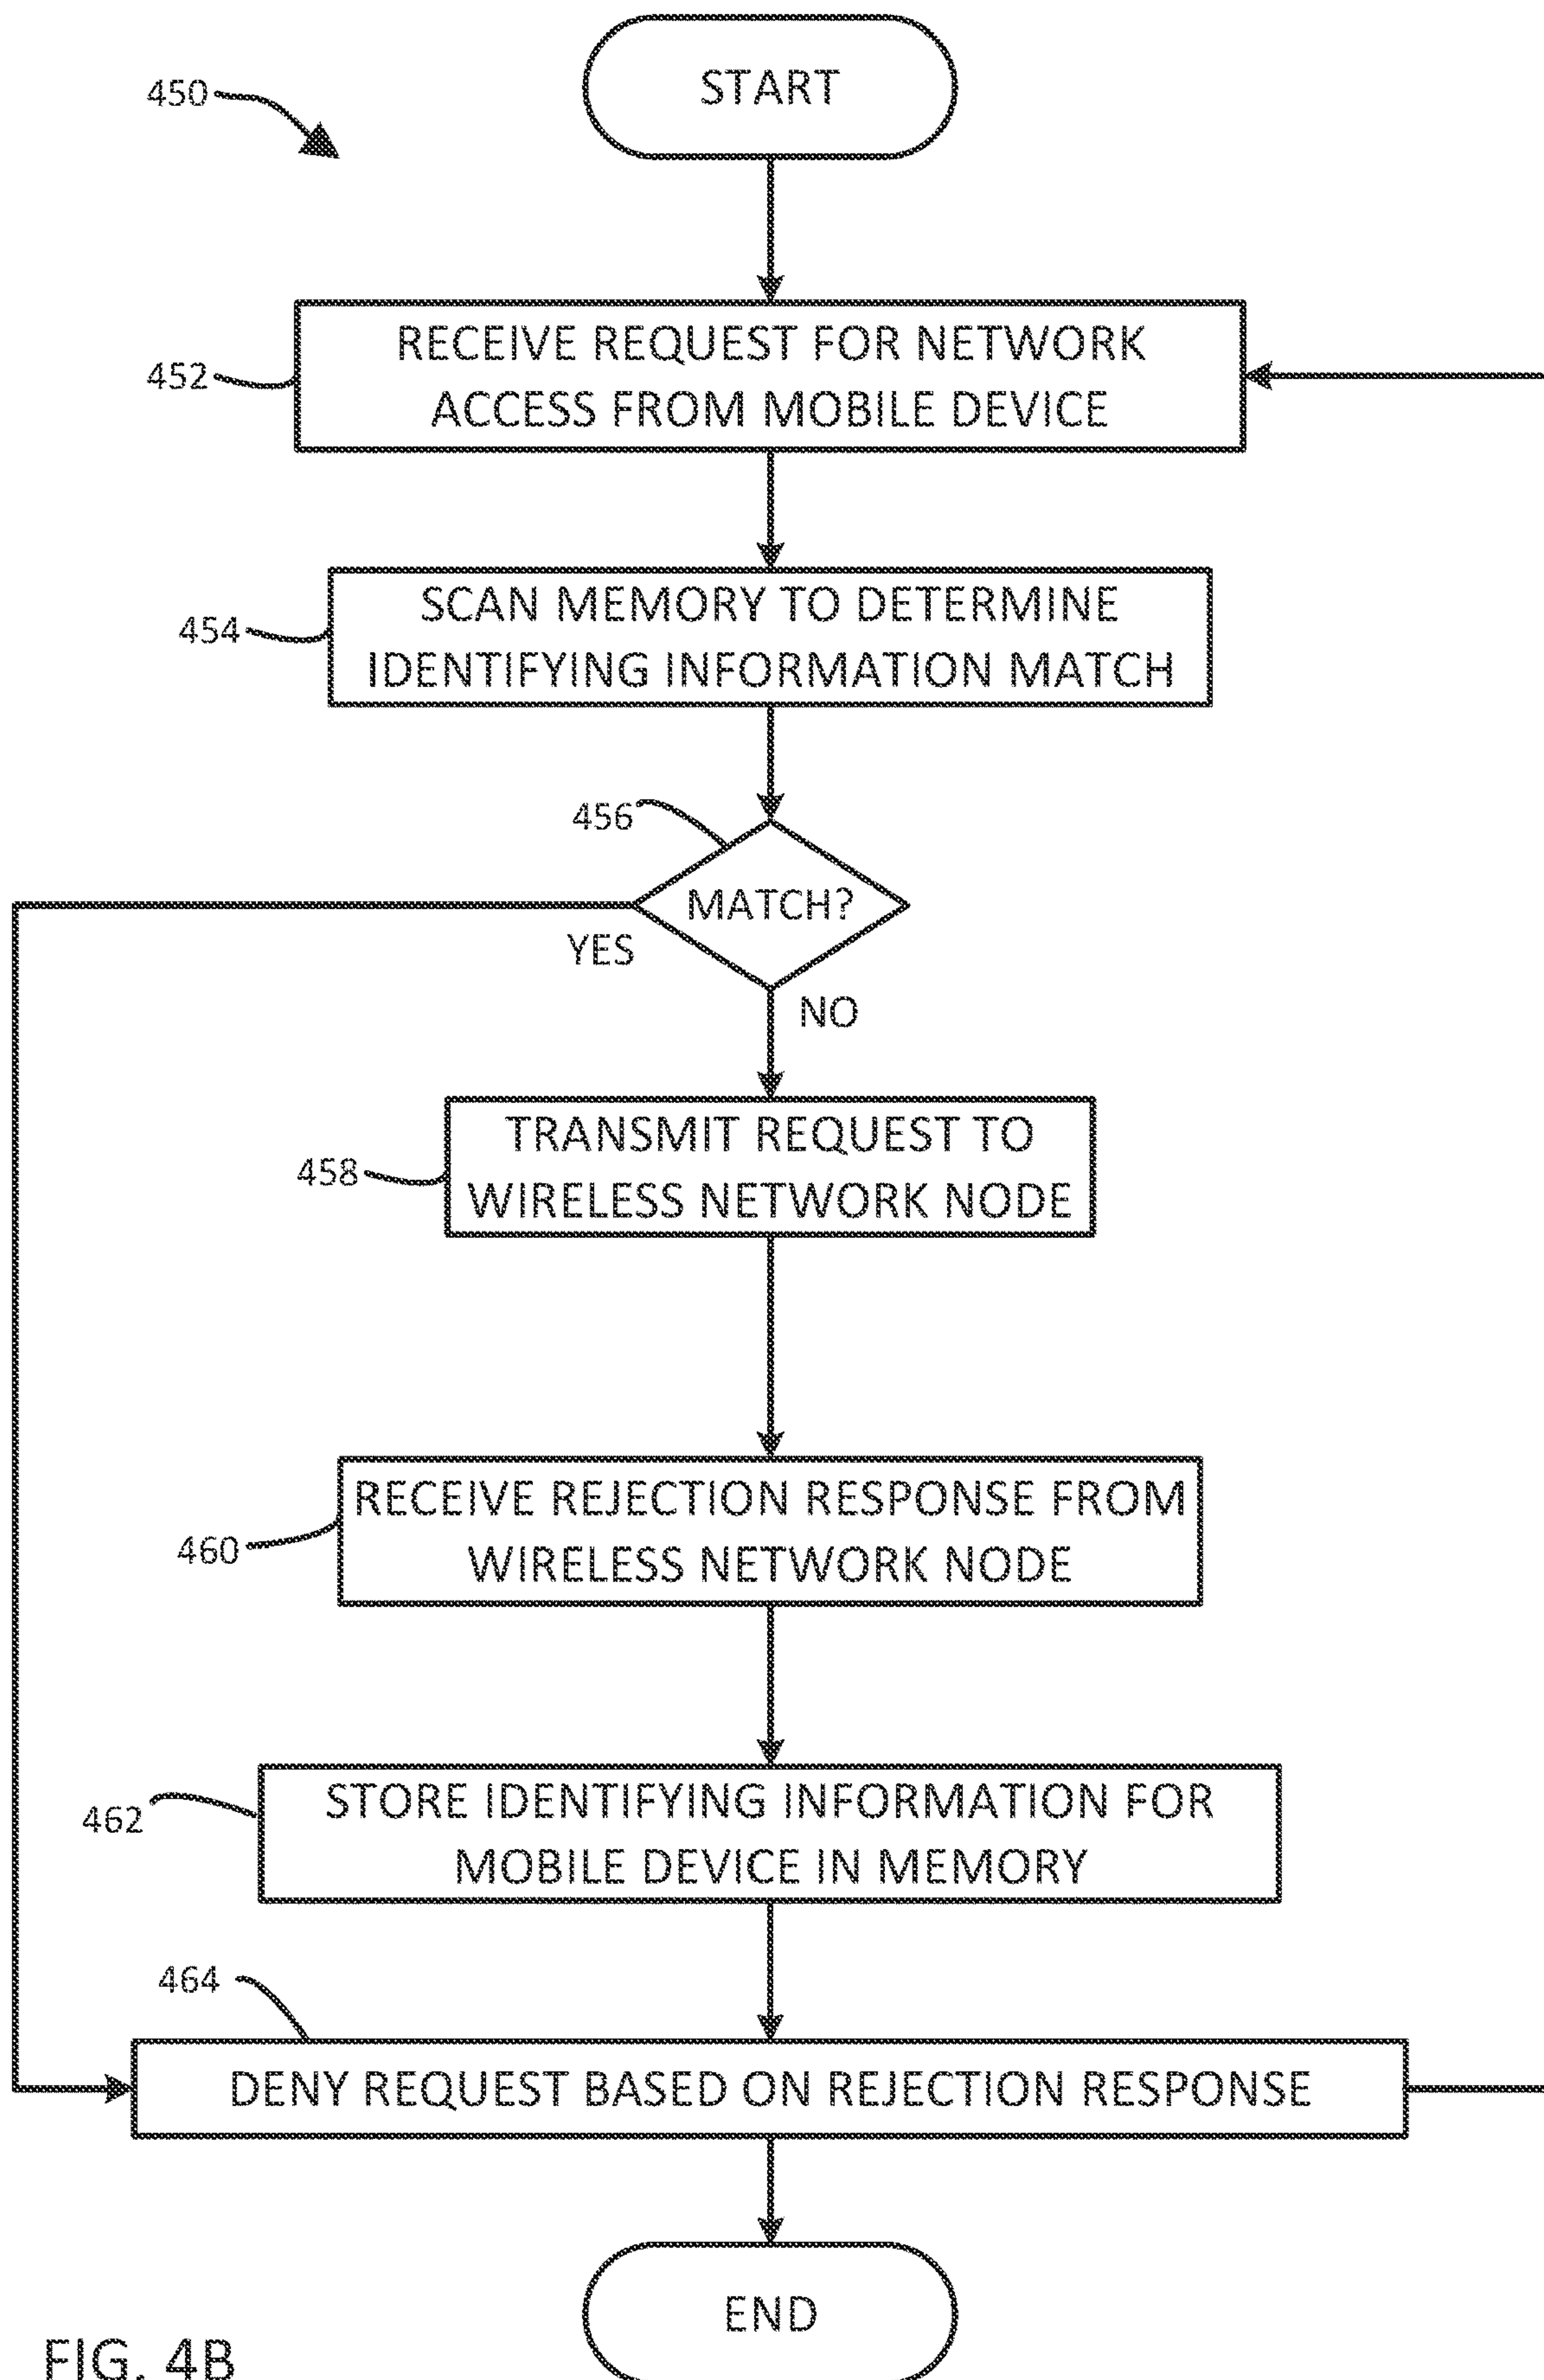 450
START
452
RECEIVE REQUEST FOR NETWORK
ACCESS FROM MOBILE DEVICE
454
SCAN MEMORY TO DETERMINE
IDENTIFYING INFORMATION MATCH
456
MATCH?
YES
NO
458
TRANSMIT REQUEST TO
WIRELESS NETWORK NODE
460
RECEIVE REJECTION RESPONSE FROM
WIRELESS NETWORK NODE
462
STORE IDENTIFYING INFORMATION FOR
MOBILE DEVICE IN MEMORY
464
DENY REQUEST BASED ON REJECTION RESPONSE
END
FIG. 4B